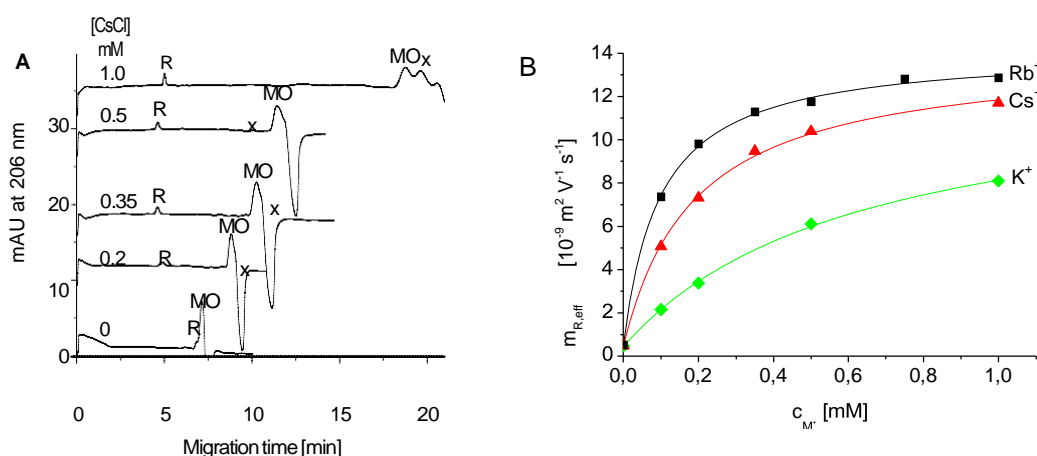 A
[CsCl]
mM
1.0
R
MO
x
0.5
R
x
MO
0.35
R
MO
x
0.2
R
MO
x
0
R
MO
30
20
10
0
mAU at 206 nm
0 5 10 15 20
Migration time [min]
B
14
12
10
8
6
4
2
0
m_R,eff [10⁻⁹ m² V⁻¹ s⁻¹]
Rb⁺
Cs⁺
K⁺
0,0 0,2 0,4 0,6 0,8 1,0
c_M⁺ [mM]